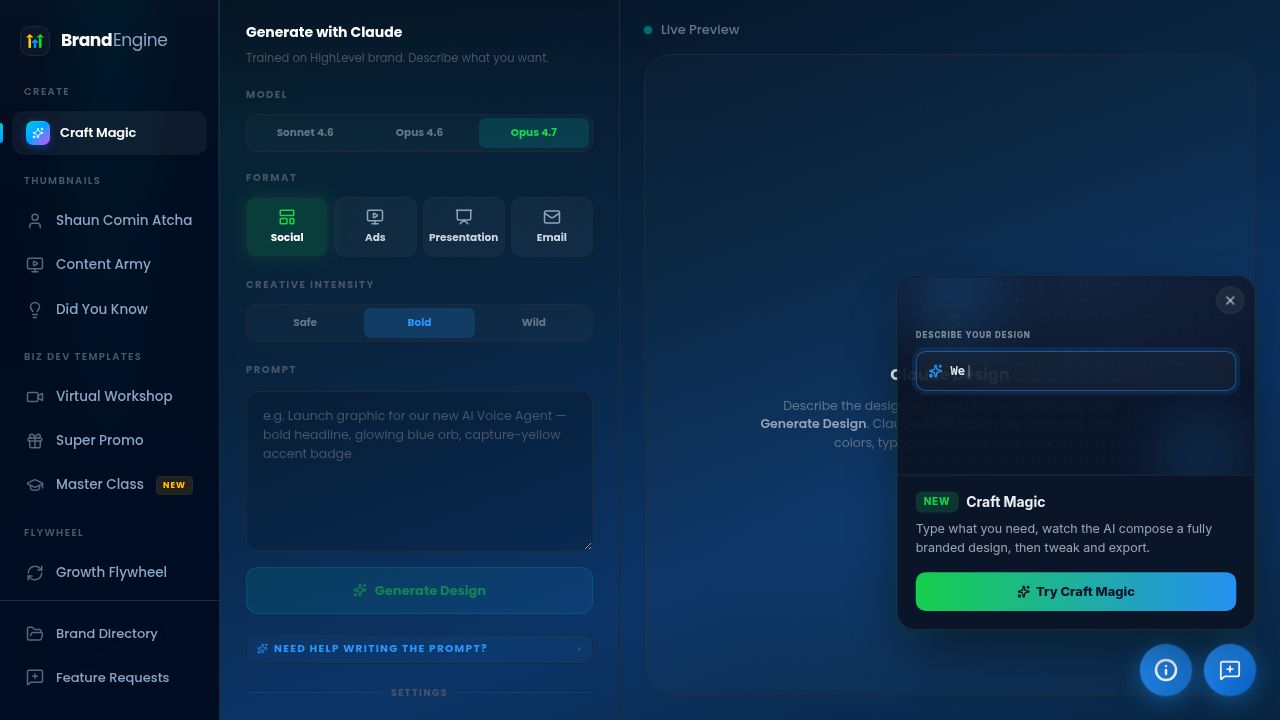 BrandEngine
CREATE
Craft Magic
THUMBNAILS
Shaun Comin Atcha
Content Army
Did You Know
BIZ DEV TEMPLATES
Virtual Workshop
Super Promo
Master Class NEW
FLYWHEEL
Growth Flywheel
Brand Directory
Feature Requests
Generate with Claude
Trained on HighLevel brand. Describe what you want.
MODEL
Sonnet 4.6 Opus 4.6 Opus 4.7
FORMAT
Social Ads Presentation Email
CREATIVE INTENSITY
Safe Bold Wild
PROMPT
e.g. Launch graphic for our new AI Voice Agent —
bold headline, glowing blue orb, capture-yellow
accent badge
Generate Design
NEED HELP WRITING THE PROMPT? ›
SETTINGS
Live Preview
Claude Design
Describe the desig
Generate Design. Clau
colors, typ
DESCRIBE YOUR DESIGN
We
NEW Craft Magic
Type what you need, watch the AI compose a fully
branded design, then tweak and export.
Try Craft Magic